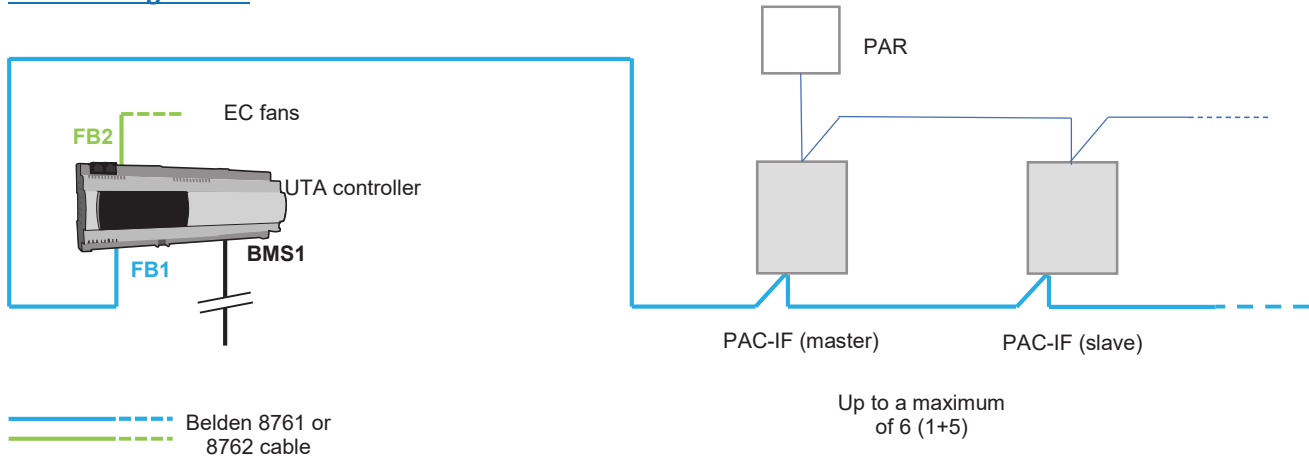 PAR
EC fans
FB2
UTA controller
BMS1
FB1
PAC-IF (master)
PAC-IF (slave)
Up to a maximum
of 6 (1+5)
Belden 8761 or
8762 cable